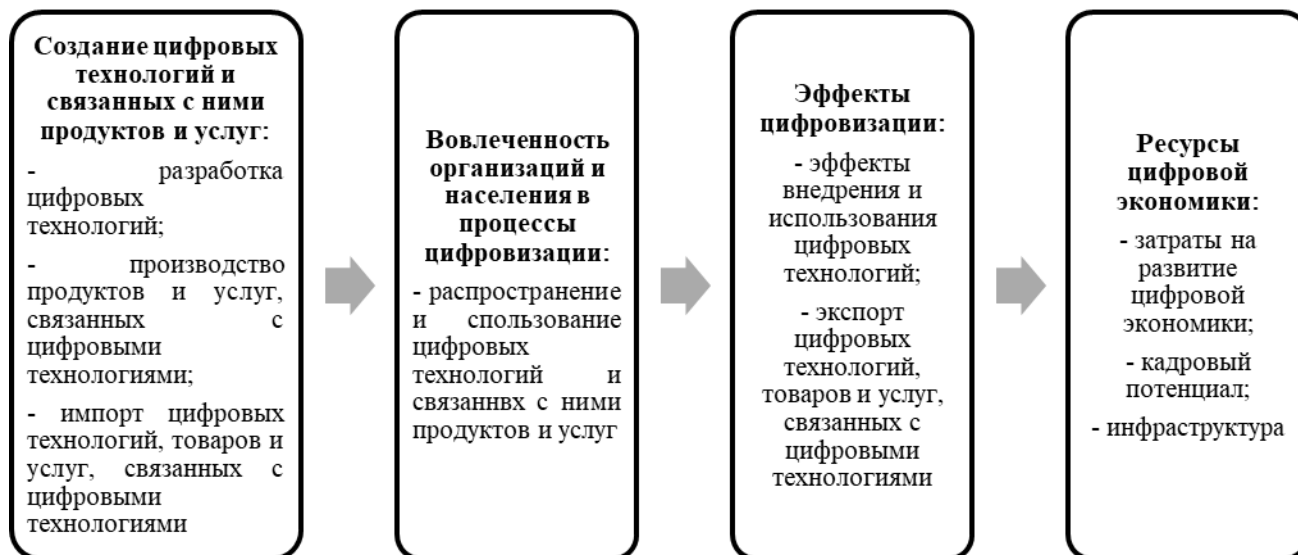 Создание цифровых
технологий и
связанных с ними
продуктов и услуг:
- разработка
цифровых
технологий;
- производство
продуктов и услуг,
связанных с
цифровыми
технологиями;
- импорт цифровых
технологий, товаров и
услуг, связанных с
цифровыми
технологиями
Вовлеченность
организаций и
населения в
процессы
цифровизации:
- распространение
и спользование
цифровых
технологий и
связаннвх с ними
продуктов и услуг
Эффекты
цифровизации:
- эффекты
внедрения и
использования
цифровых
технологий;
- экспорт
цифровых
технологий,
товаров и услуг,
связанных с
цифровыми
технологиями
Ресурсы
цифровой
экономики:
- затраты на
развитие
цифровой
экономики;
- кадровый
потенциал;
- инфраструктура